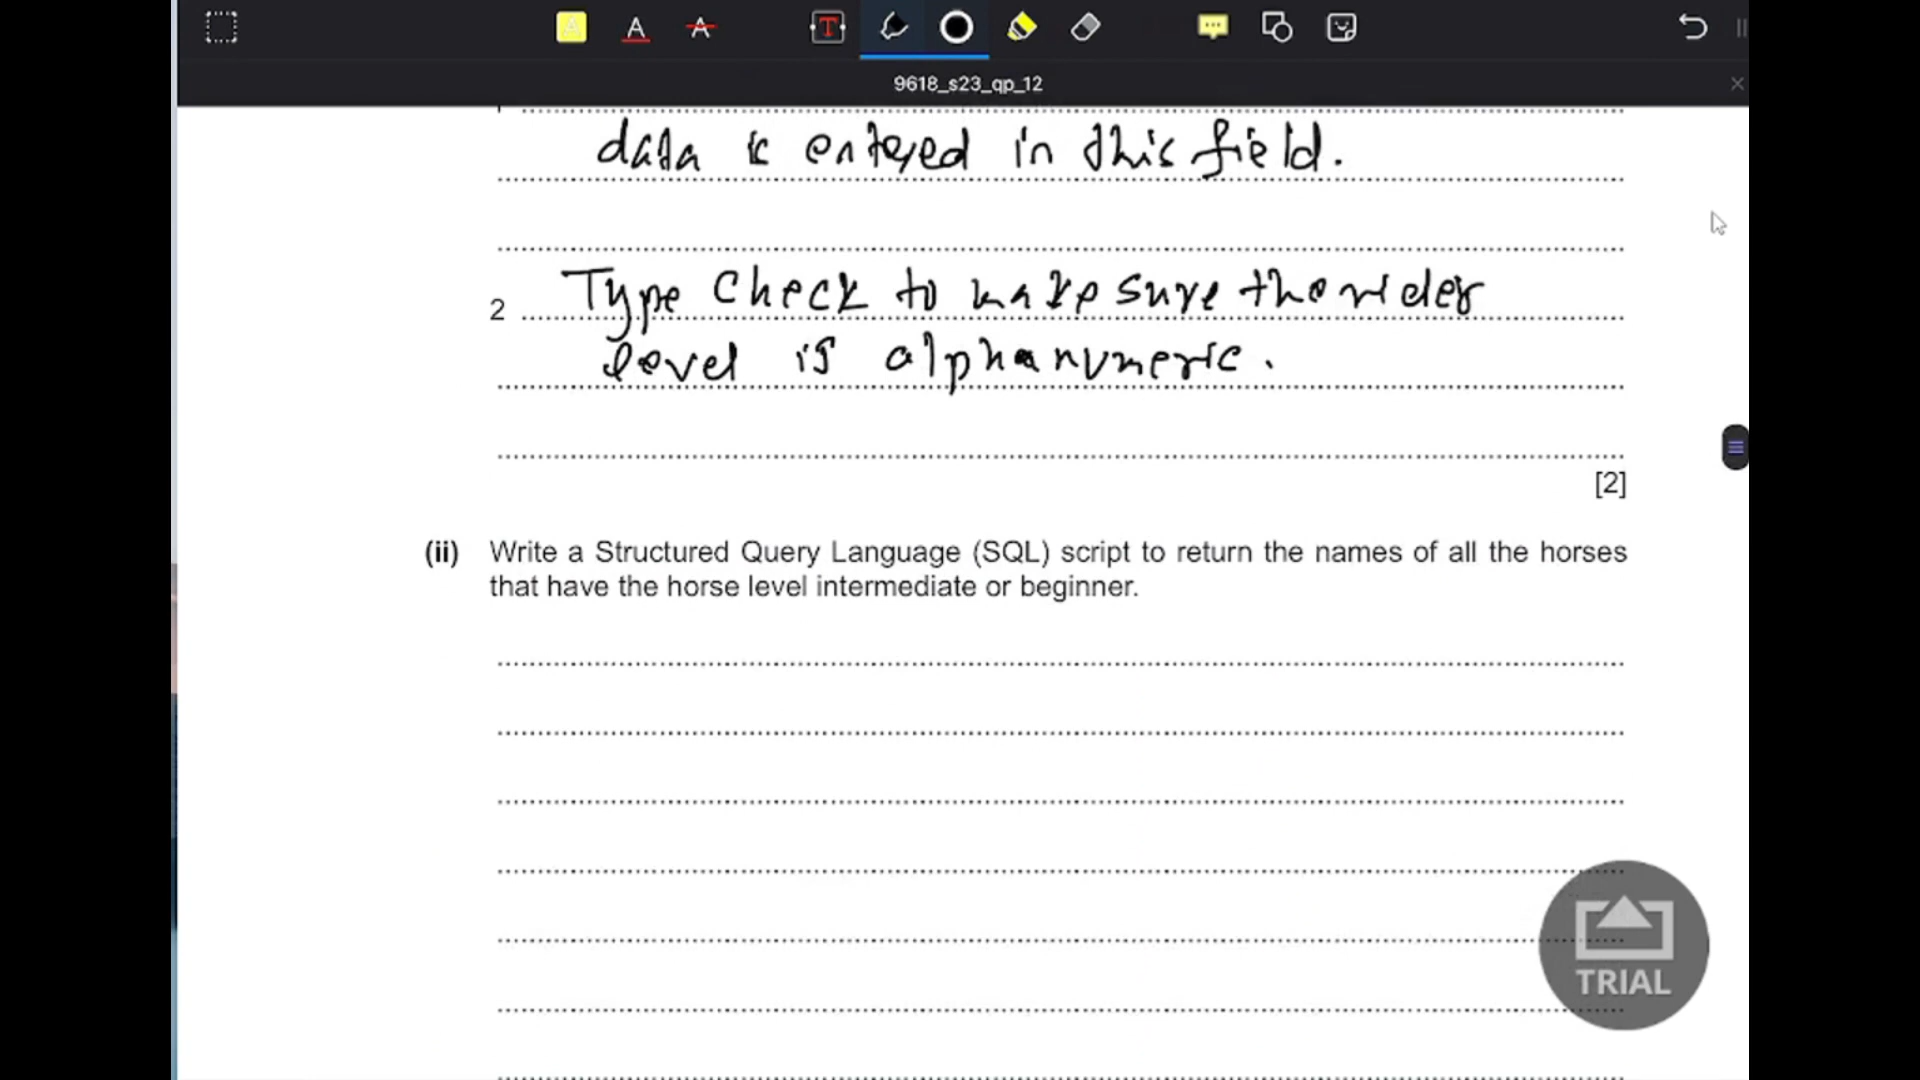 9618_s23_qp_12
data is entered in this field.
2 Type check to make sure the rider
level is alphanumeric.
[2]
(ii) Write a Structured Query Language (SQL) script to return the names of all the horses
that have the horse level intermediate or beginner.
TRIAL